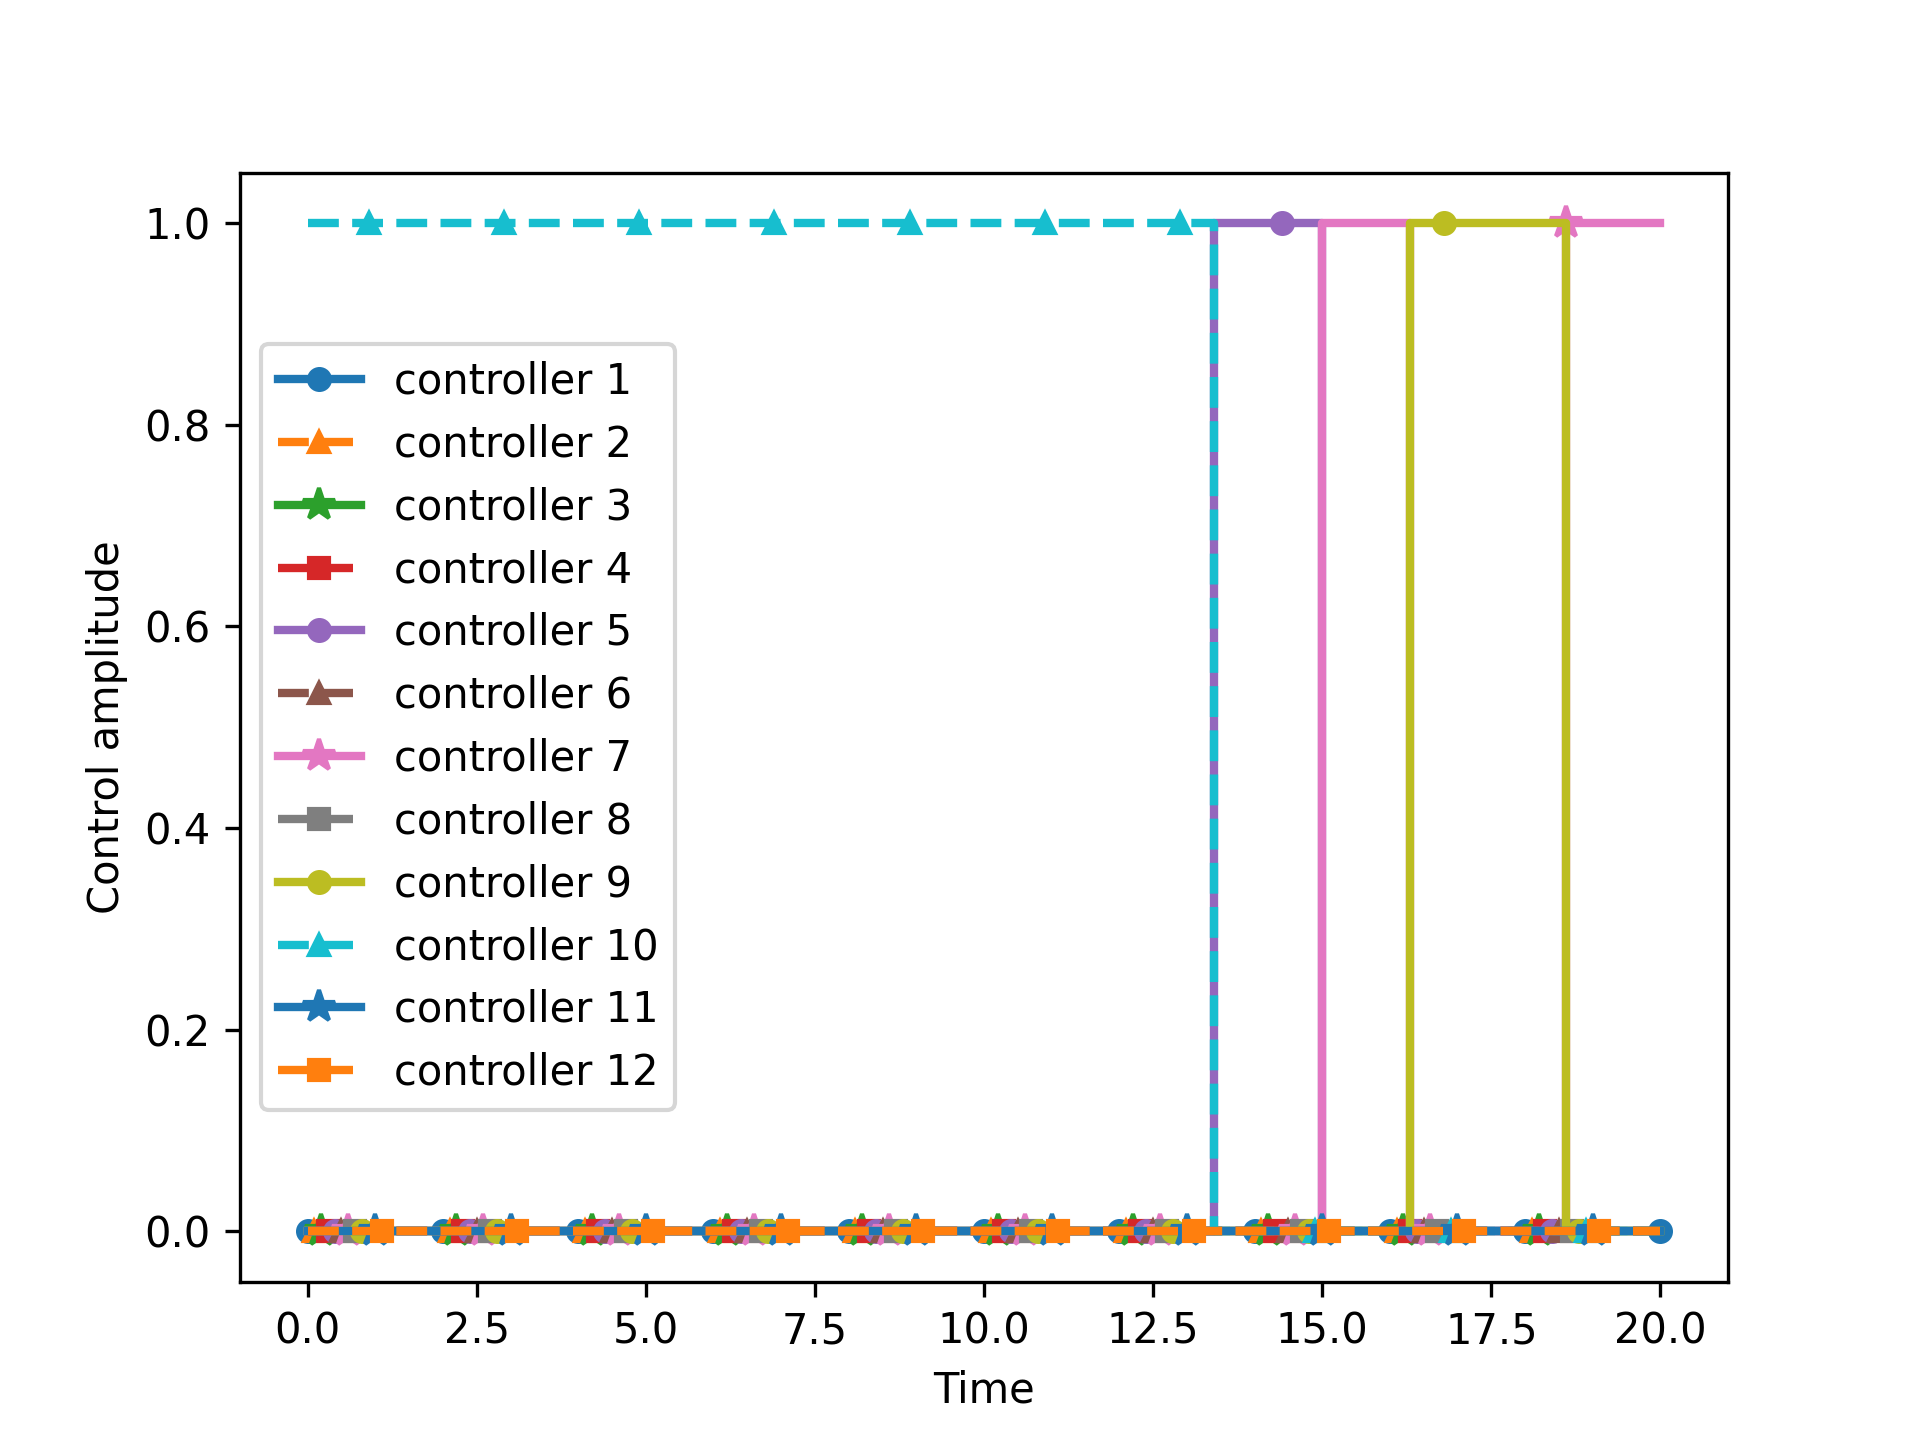 1.0
0.8
0.6
0.4
0.2
0.0
Control amplitude
controller 1
controller 2
controller 3
controller 4
controller 5
controller 6
controller 7
controller 8
controller 9
controller 10
controller 11
controller 12
0.0 2.5 5.0 7.5 10.0 12.5 15.0 17.5 20.0
Time